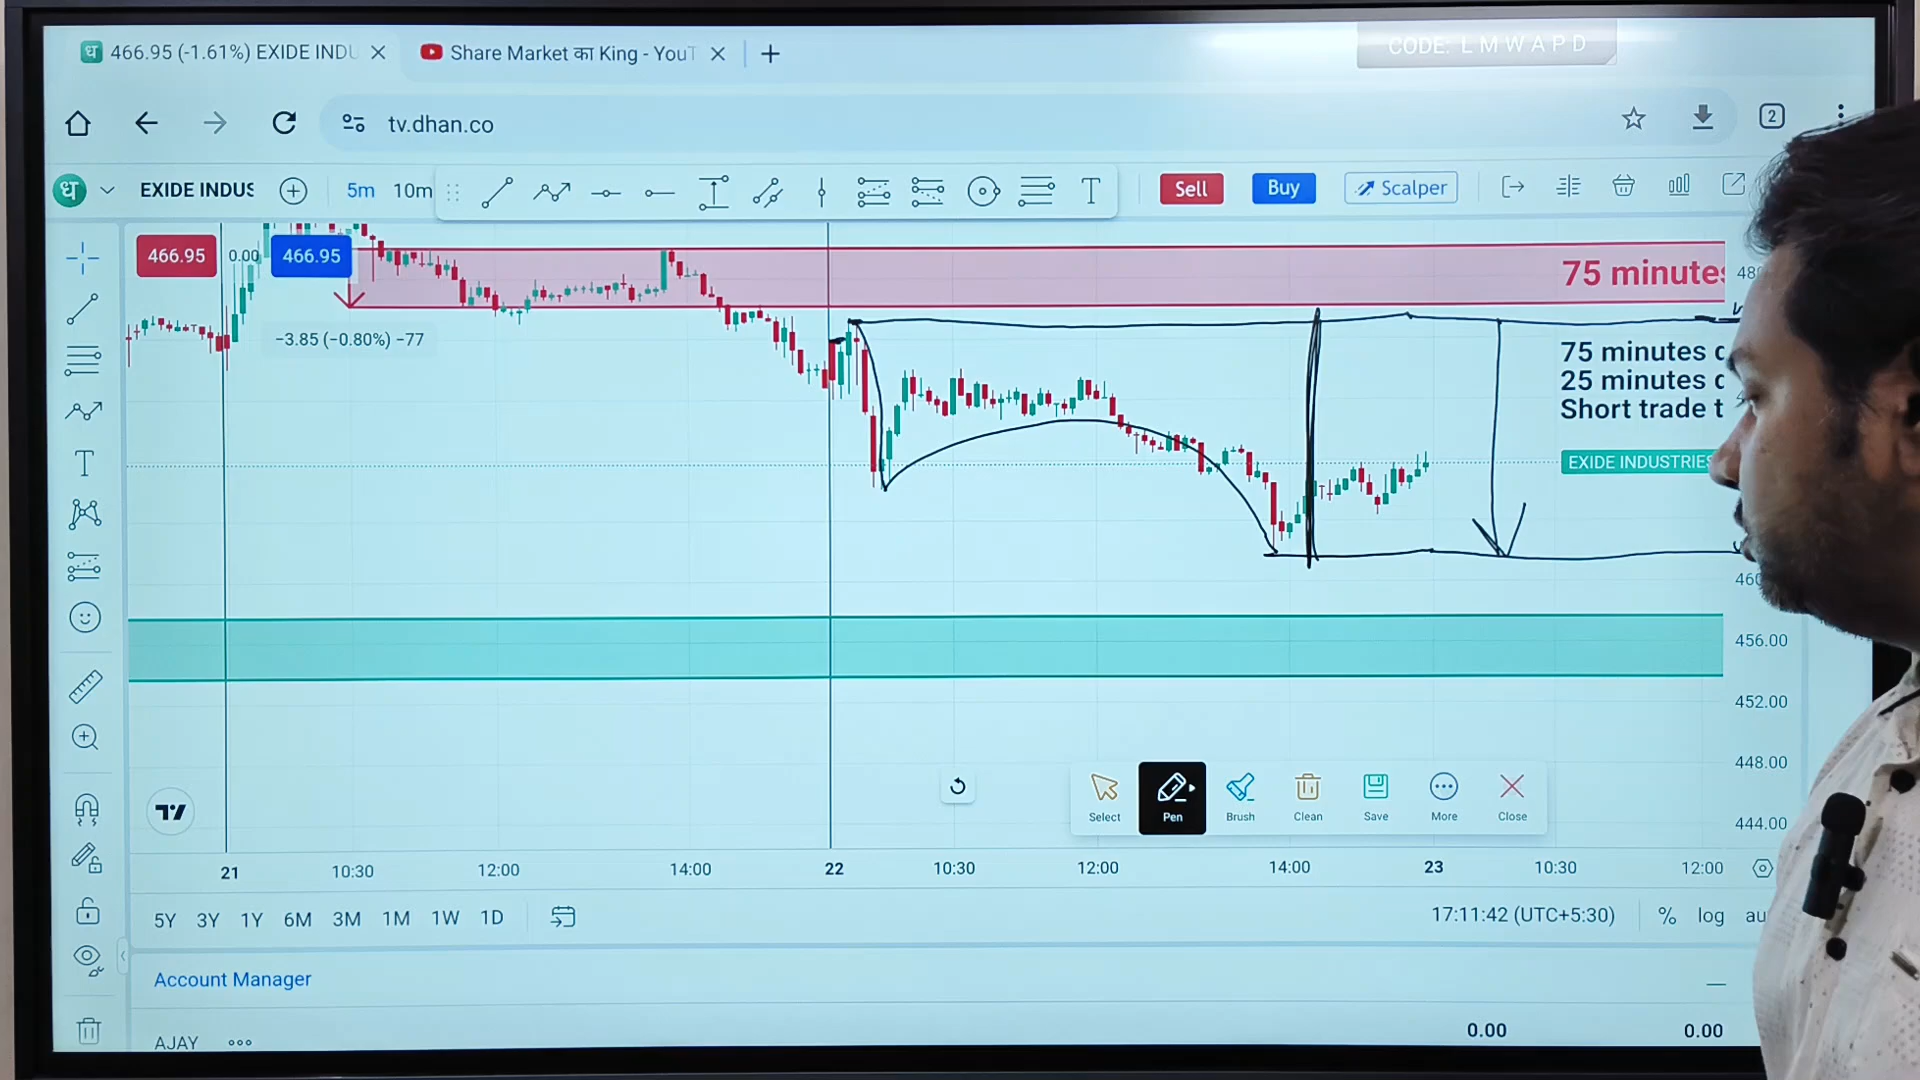 466.95 (-1.61%) EXIDE INDU
Share Market का King - YouT
CODE: L M W A P D
tv.dhan.co
2
ध
EXIDE INDUS
5m
10m
T
Sell
Buy
Scalper
466.95
0.00
466.95
−3.85 (−0.80%) −77
75 minutes
480
75 minutes
25 minutes
Short trade t
EXIDE INDUSTRIES
T
460
456.00
452.00
448.00
444.00
Select
Pen
Brush
Clean
Save
More
Close
21
10:30
12:00
14:00
22
10:30
12:00
14:00
23
10:30
12:00
5Y
3Y
1Y
6M
3M
1M
1W
1D
17:11:42 (UTC+5:30)
%
log
au
Account Manager
AJAY
0.00
0.00